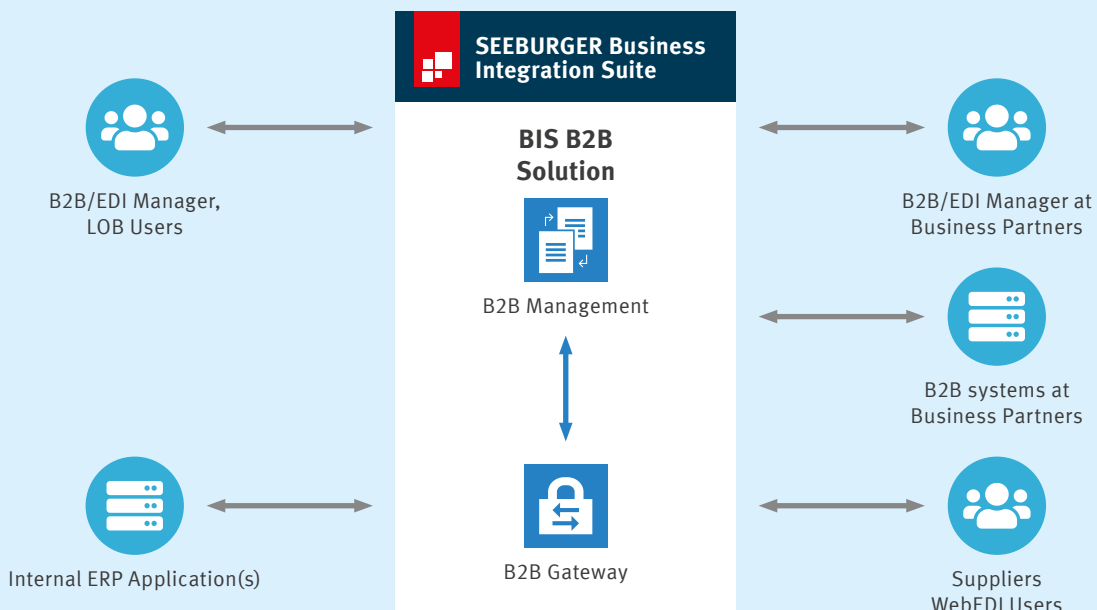 SEEBURGER Business
Integration Suite
BIS B2B
Solution
B2B/EDI Manager,
LOB Users
B2B/EDI Manager at
Business Partners
B2B Management
B2B systems at
Business Partners
Internal ERP Application(s)
B2B Gateway
Suppliers
WebEDI Users